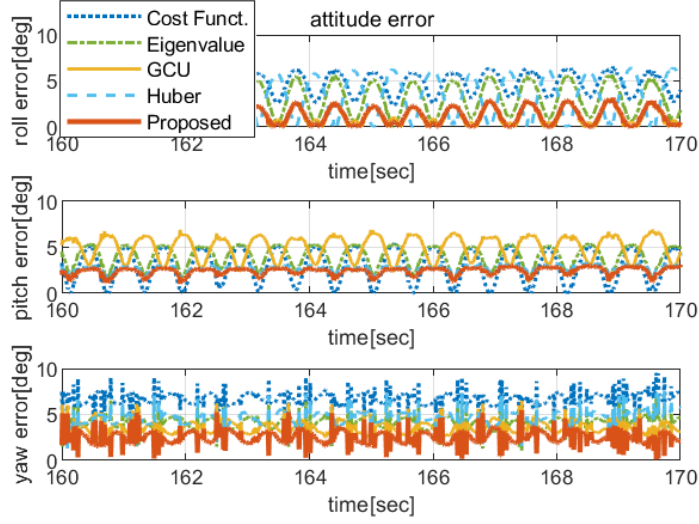 attitude error
Cost Funct.
Eigenvalue
GCU
Huber
Proposed
roll error[deg]
10
5
0
160 162 164 166 168 170
time[sec]
pitch error[deg]
10
5
0
160 162 164 166 168 170
time[sec]
yaw error[deg]
10
5
0
160 162 164 166 168 170
time[sec]